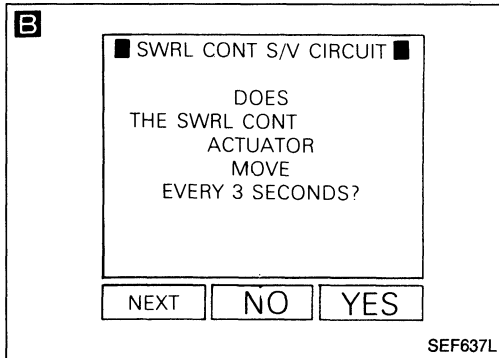 B
SWRL CONT S/V CIRCUIT
DOES
THE SWRL CONT
ACTUATOR
MOVE
EVERY 3 SECONDS?
NEXT NO YES
SEF637L